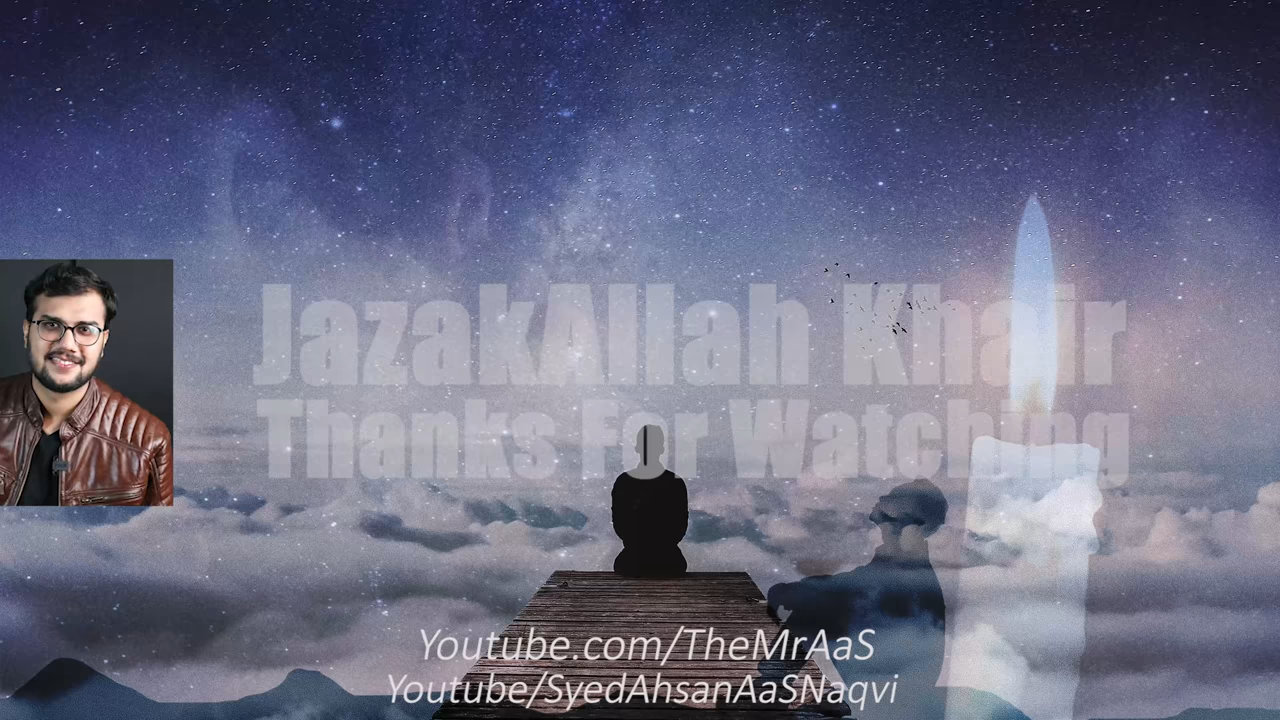 JazakAllah Khair
Thanks For Watching
Youtube.com/TheMrAaS
Youtube/SyedAhsanAaSNaqvi